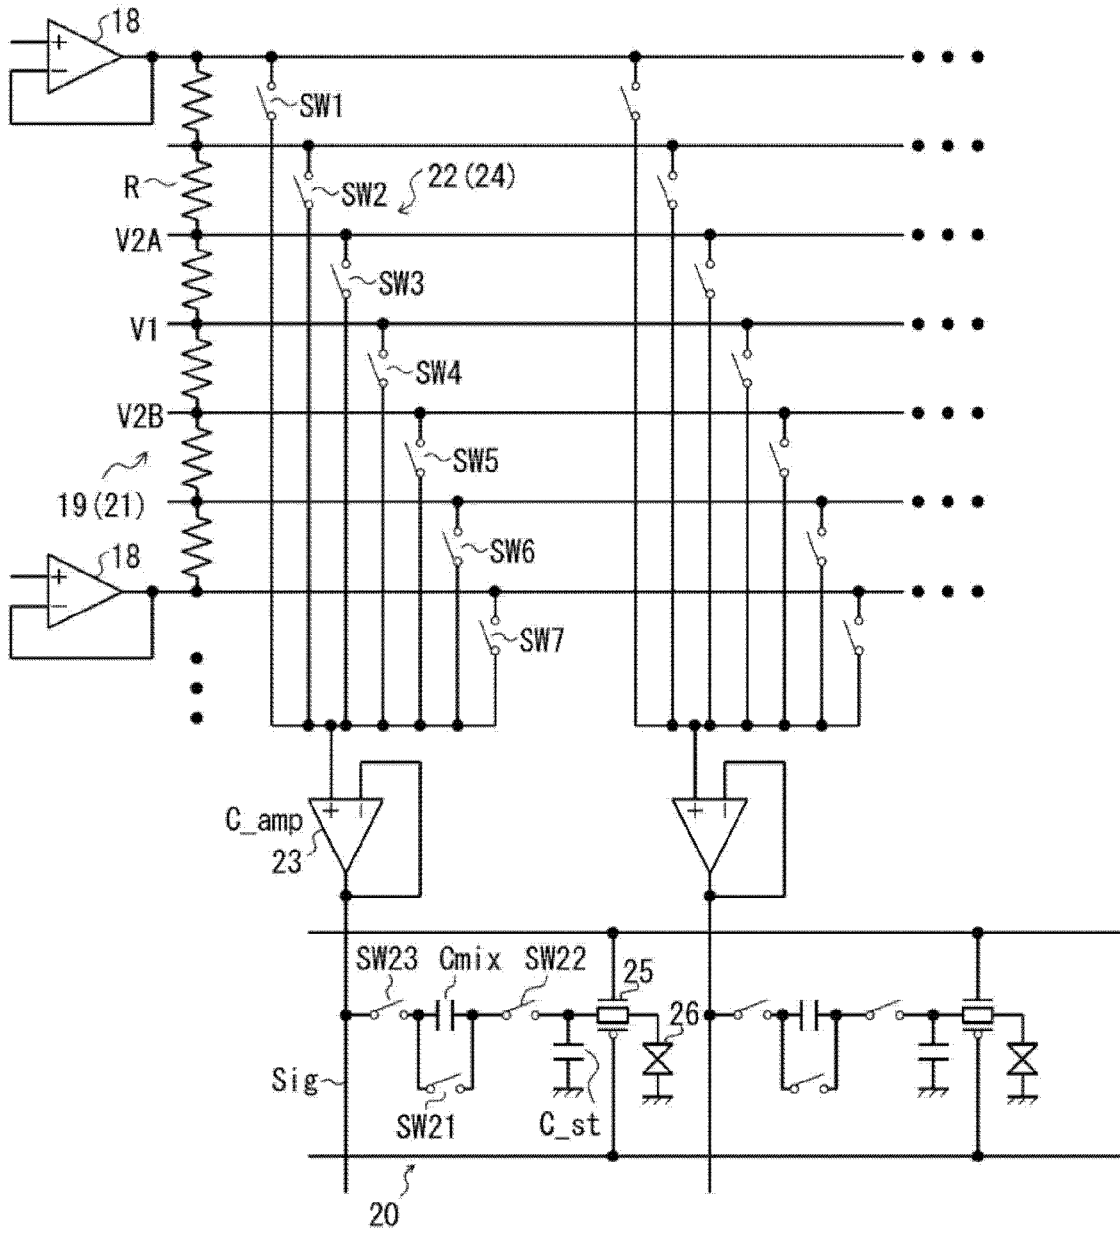 18
+
−
SW1
R
SW2
22(24)
V2A
SW3
V1
SW4
V2B
SW5
19(21)
18
SW6
+
−
SW7
C_amp
+
−
+
−
23
SW23
Cmix
SW22
25
26
Sig
SW21
C_st
20